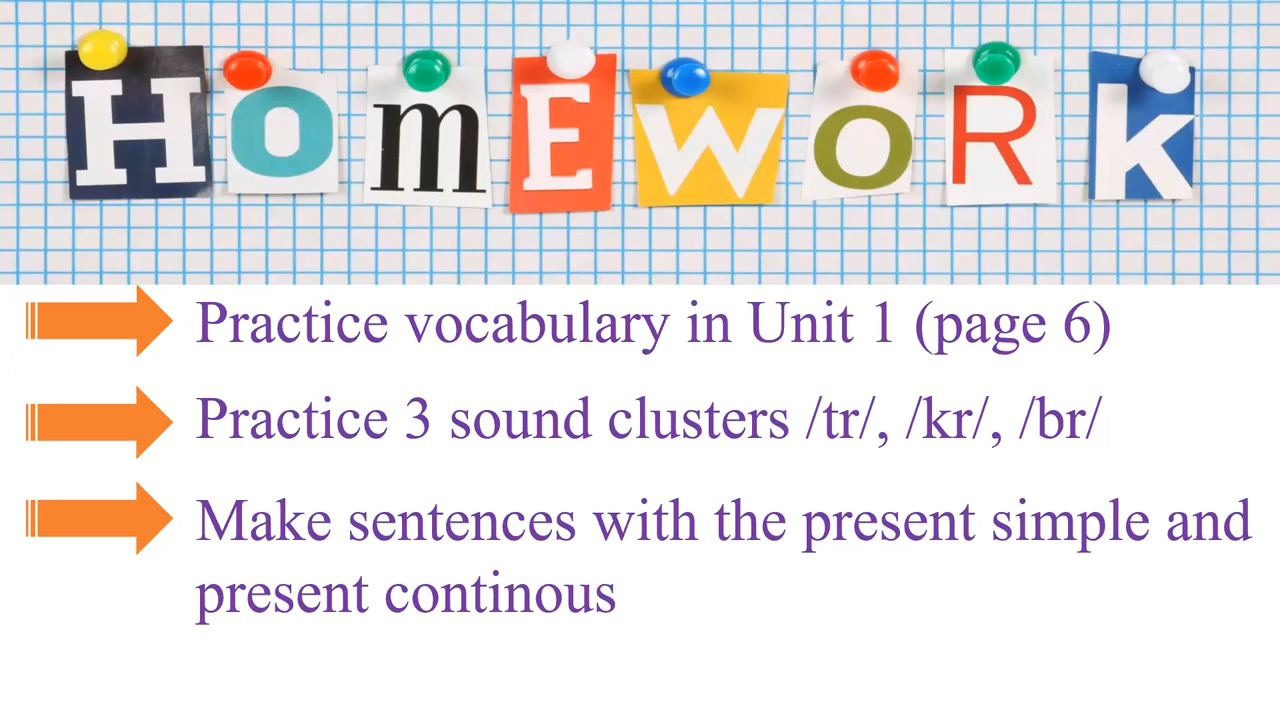 HOmEWORk
Practice vocabulary in Unit 1 (page 6)
Practice 3 sound clusters /tr/, /kr/, /br/
Make sentences with the present simple and
present continous